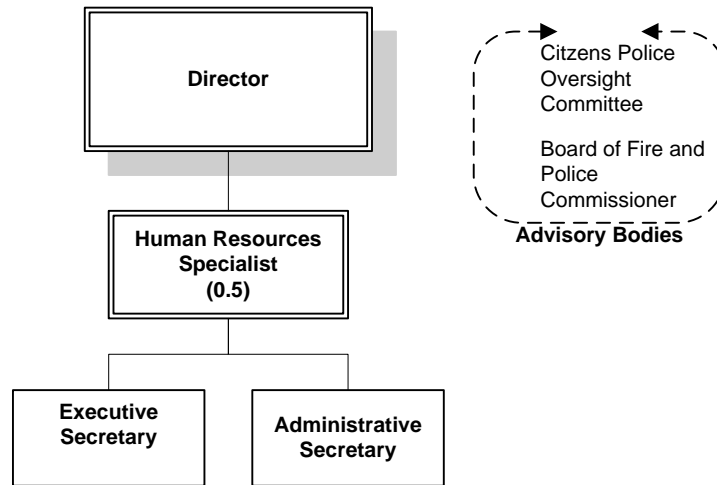 Director
Citzens Police
Oversight
Committee
Board of Fire and
Police
Commissioner
Advisory Bodies
Human Resources
Specialist
(0.5)
Executive
Secretary
Administrative
Secretary